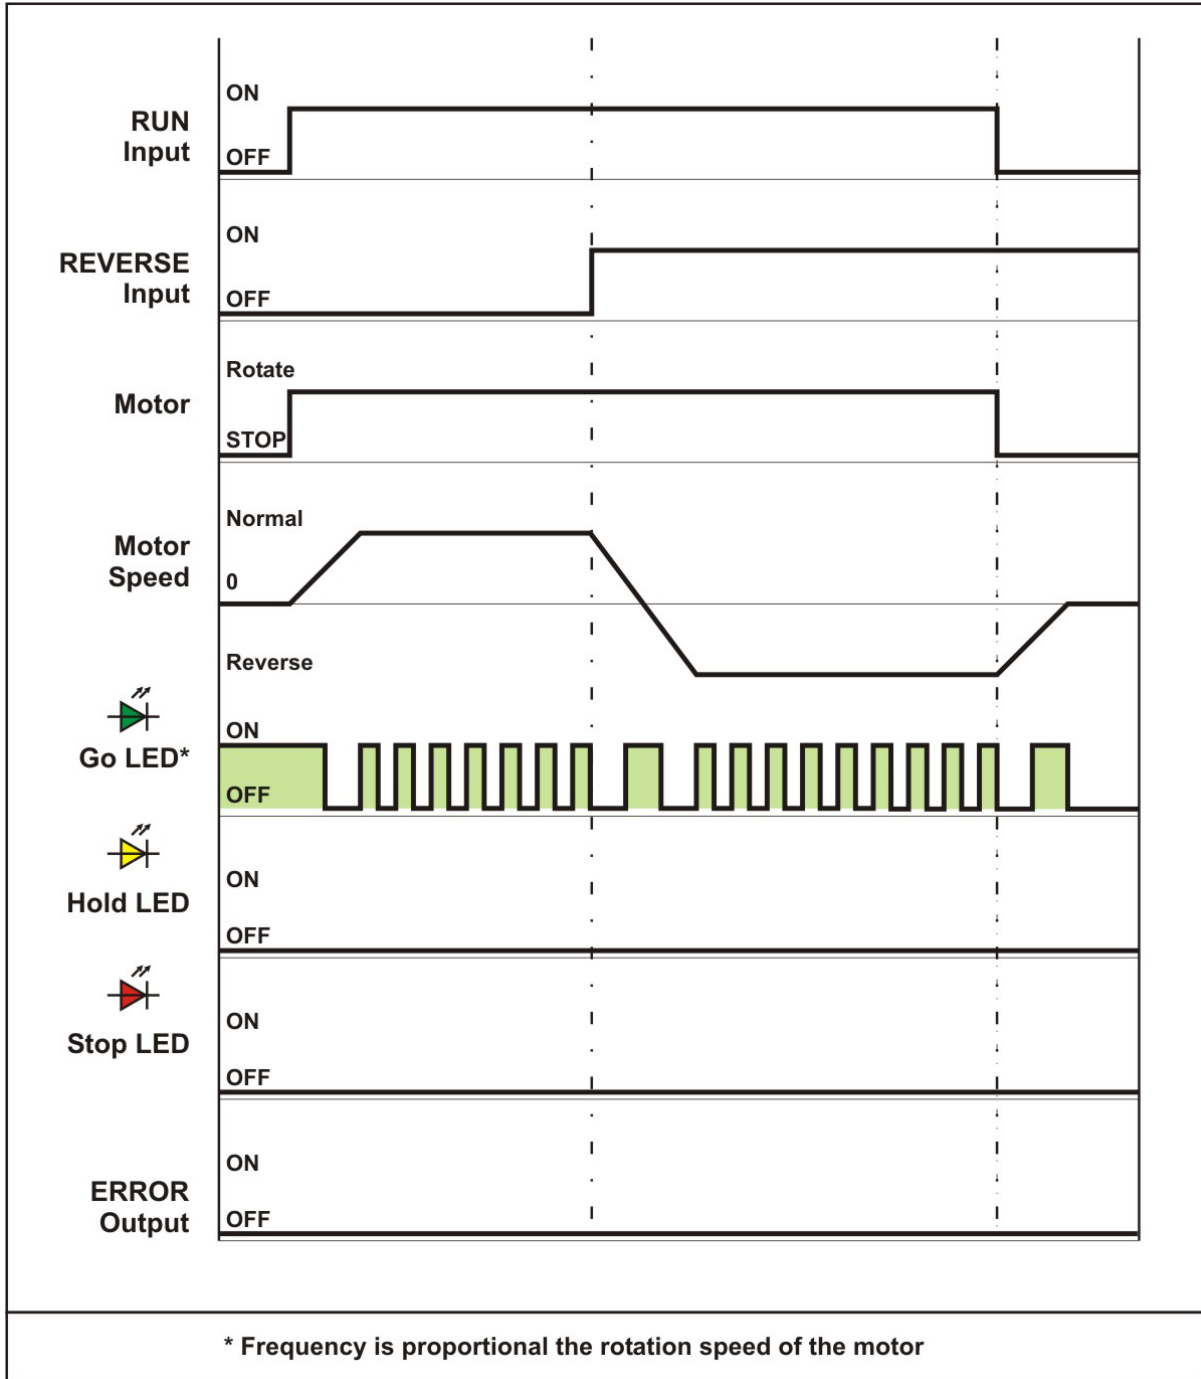 ON
RUN
Input
OFF
ON
REVERSE
Input
OFF
Rotate
Motor
STOP
Normal
Motor
Speed
0
Reverse
ON
Go LED*
OFF
ON
Hold LED
OFF
ON
Stop LED
OFF
ON
ERROR
Output
OFF
* Frequency is proportional the rotation speed of the motor